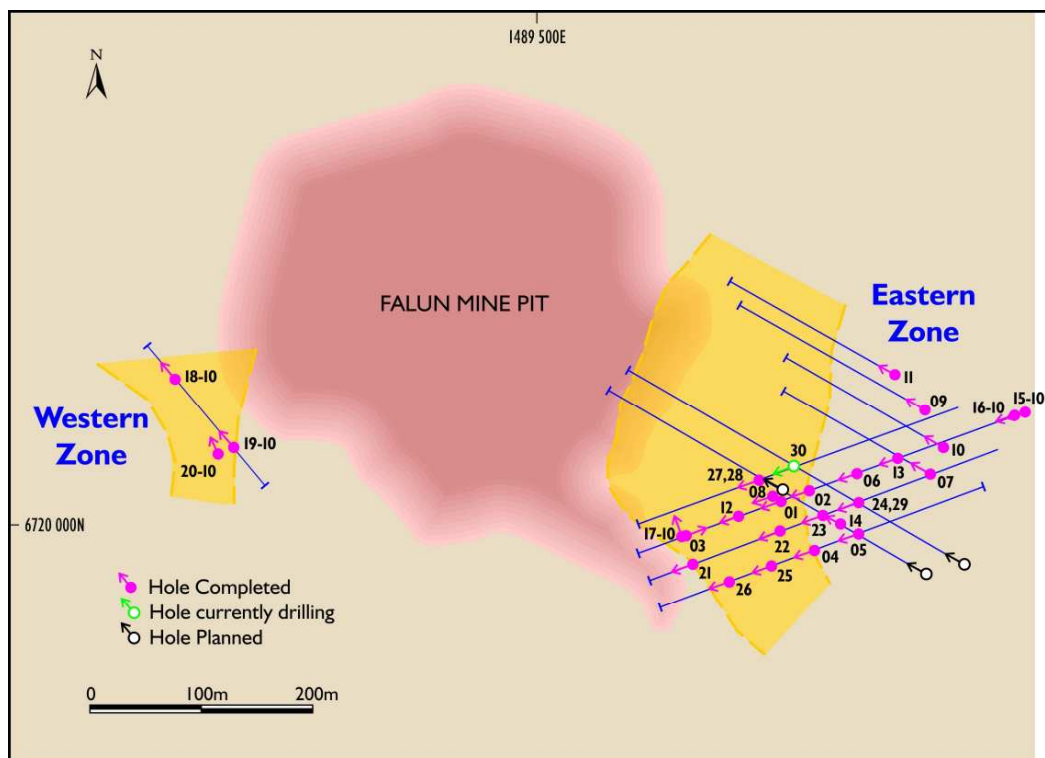 1489 500E
N
FALUN MINE PIT
Eastern
Zone
11
09
16-10
15-10
18-10
Western
Zone
19-10
20-10
30
10
27,28
13
06
07
08
02
01
24,29
12
23
14
6720 000N
17-10
03
22
05
04
21
25
26
Hole Completed
Hole currently drilling
Hole Planned
0
100m
200m